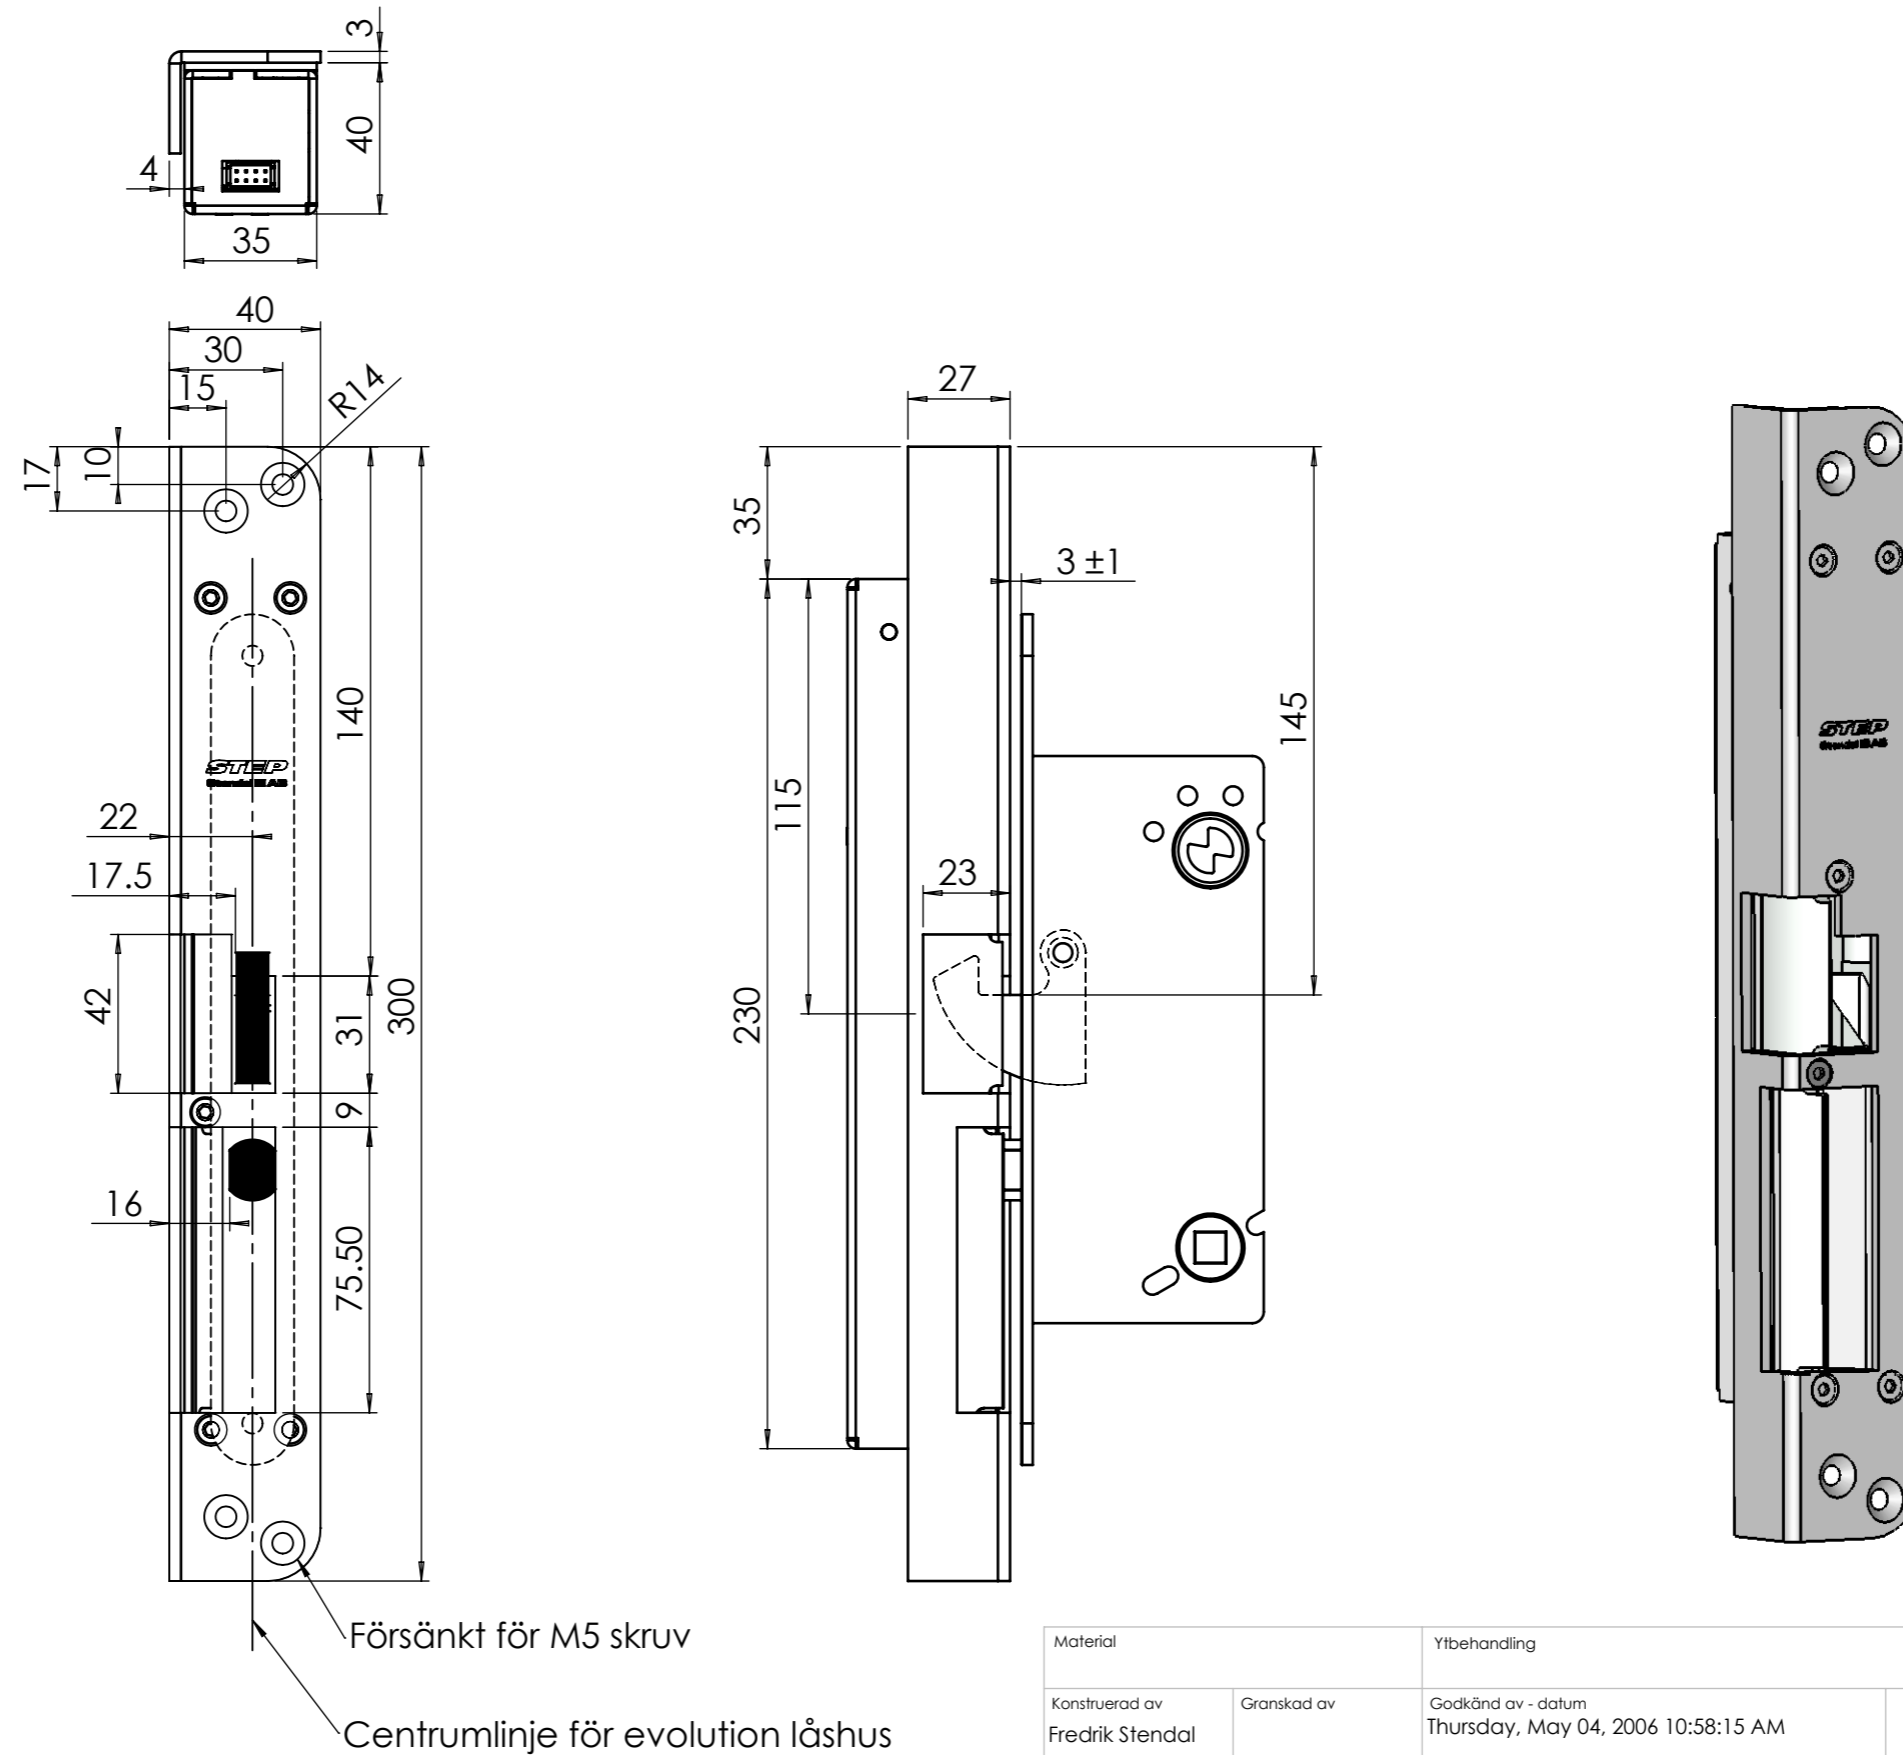 3
40
4
35
40
30
15
R14
17
10
140
300
22
17.5
42
31
9
16
75.50
27
35
3 ±1
145
115
23
230
STEP
STEP
Försänkt för M5 skruv
Centrumlinje för evolution låshus
Material
Ytbehandling
Konstruerad av
Fredrik Stendal
Granskad av
Godkänd av - datum
Thursday, May 04, 2006 10:58:15 AM